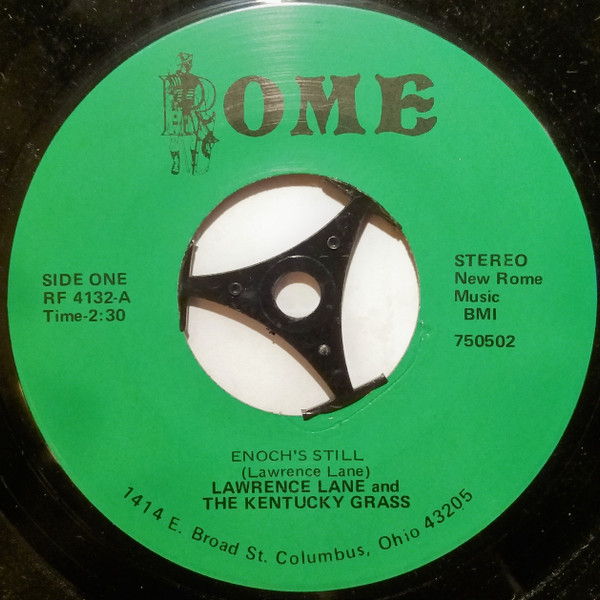 ROME
SIDE ONE
RF 4132-A
Time-2:30
STEREO
New Rome
Music
BMI
750502
ENOCH'S STILL
(Lawrence Lane)
LAWRENCE LANE and
THE KENTUCKY GRASS
1414 E. Broad St. Columbus, Ohio 43205